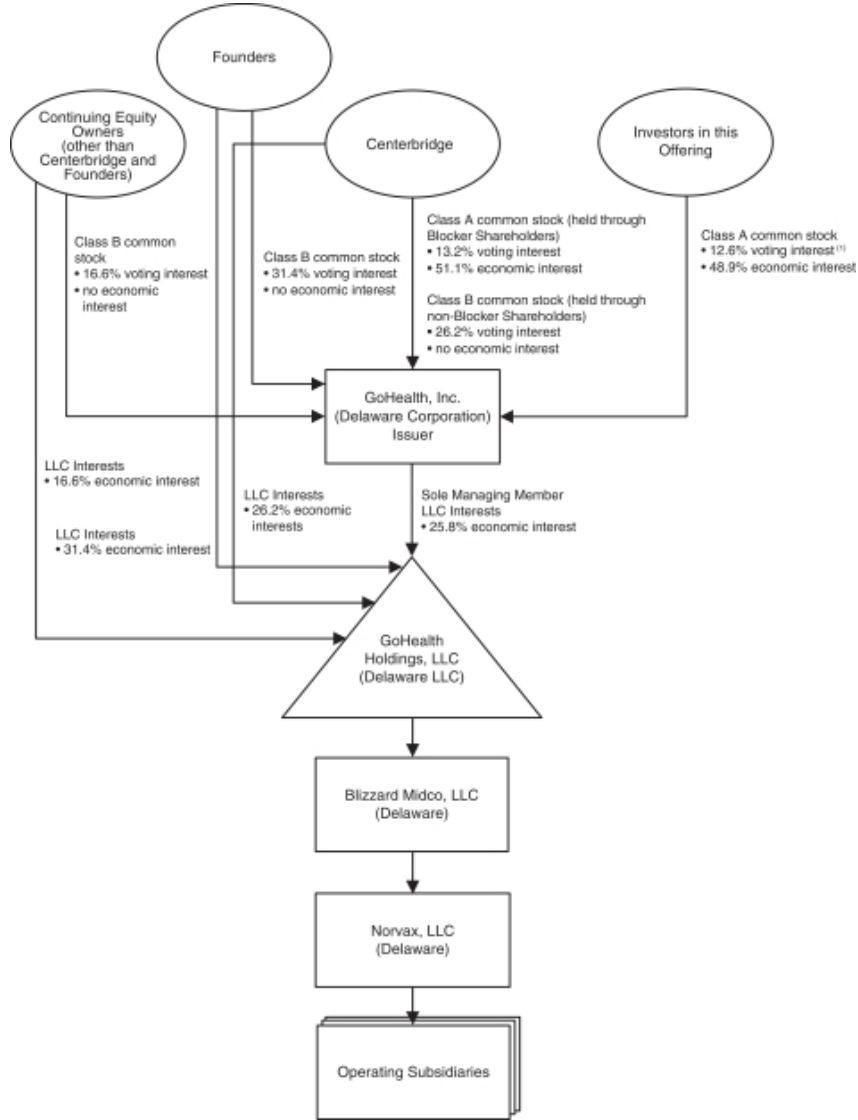 Founders
Continuing Equity
Owners
(other than
Centerbridge and
Founders)
Centerbridge
Investors in this
Offering
Class B common
stock
• 16.6% voting interest
• no economic
interest
Class B common stock
• 31.4% voting interest
• no economic interest
Class A common stock (held through
Blocker Shareholders)
• 13.2% voting interest
• 51.1% economic interest
Class B common stock (held through
non-Blocker Shareholders)
• 26.2% voting interest
• no economic interest
Class A common stock
• 12.6% voting interest (1)
• 48.9% economic interest
GoHealth, Inc.
(Delaware Corporation)
Issuer
LLC Interests
• 16.6% economic interest
LLC Interests
• 31.4% economic interest
LLC Interests
• 26.2% economic
interests
Sole Managing Member
LLC Interests
• 25.8% economic interest
GoHealth
Holdings, LLC
(Delaware LLC)
Blizzard Midco, LLC
(Delaware)
Norvax, LLC
(Delaware)
Operating Subsidiaries